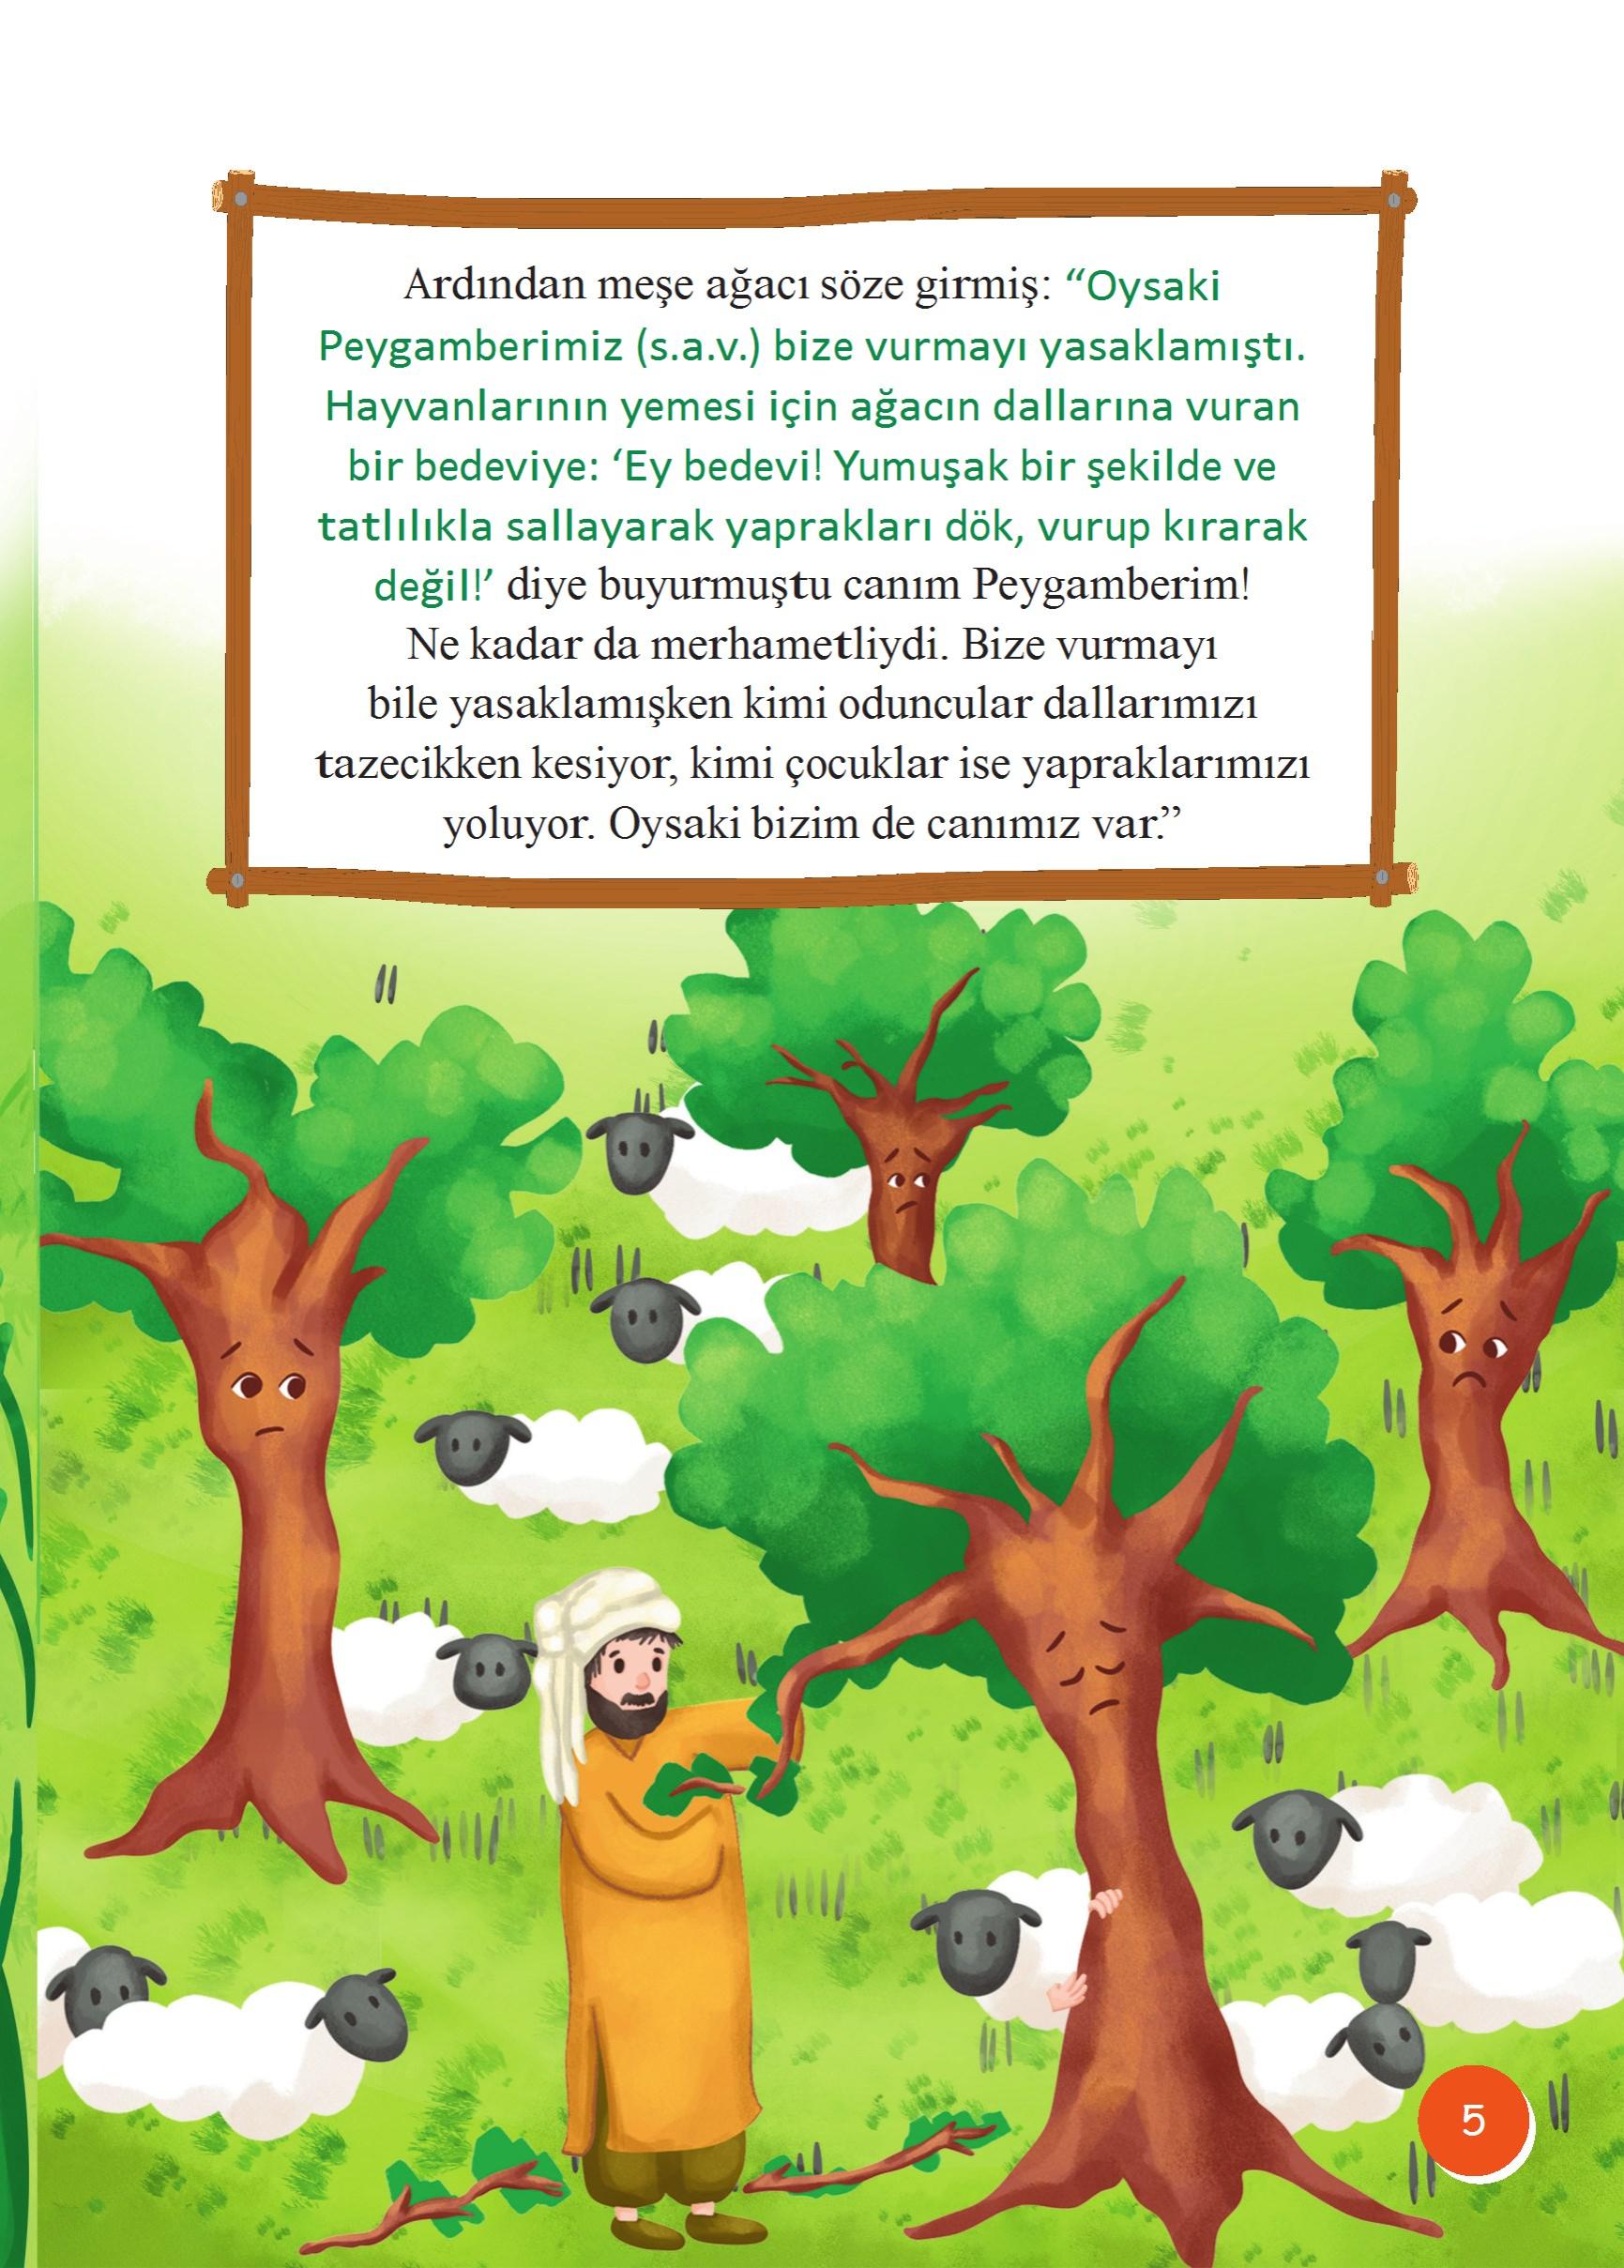 Ardından meşe ağacı söze girmiş: “Oysaki
Peygamberimiz (s.a.v.) bize vurmayı yasaklamıştı.
Hayvanlarının yemesi için ağacın dallarına vuran
bir bedeviye: ‘Ey bedevi! Yumuşak bir şekilde ve
tatlılıkla sallayarak yaprakları dök, vurup kırarak
değil!’ diye buyurmuştu canım Peygamberim!
Ne kadar da merhametliydi. Bize vurmayı
bile yasaklamışken kimi oduncular dallarımızı
tazecikken kesiyor, kimi çocuklar ise yapraklarımızı
yoluyor. Oysaki bizim de canımız var.”
5